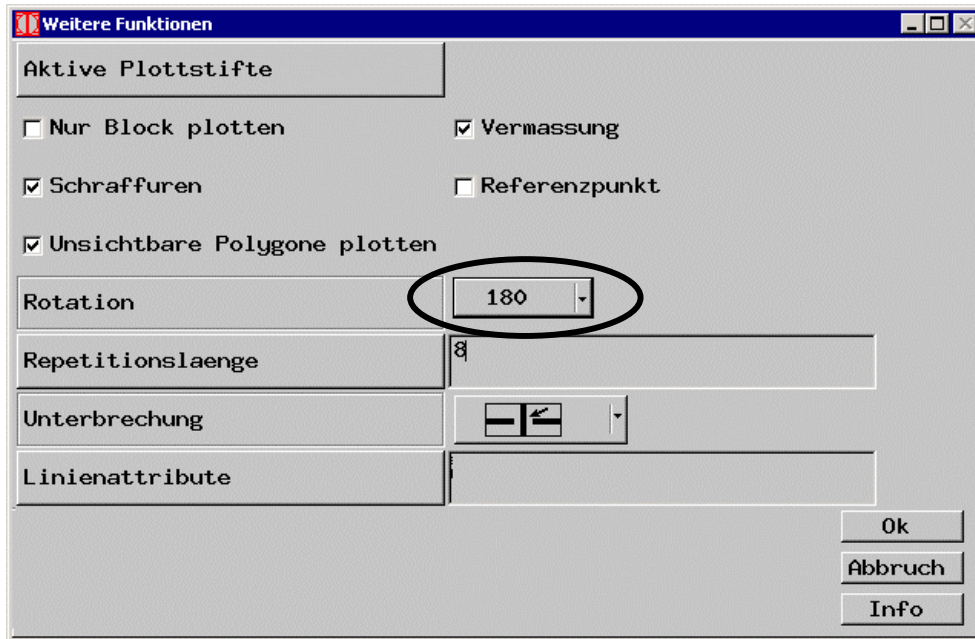 Weitere Funktionen
Aktive Plottstifte
Nur Block plotten
Vermassung
Schraffuren
Referenzpunkt
Unsichtbare Polygone plotten
Rotation
180
Repetitionslaenge
8
Unterbrechung
Linienattribute
Ok
Abbruch
Info